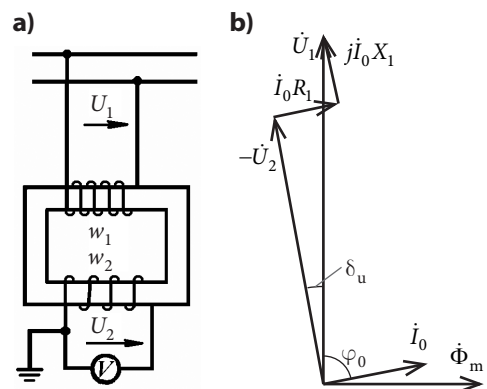 a)
U₁
w₁
w₂
U₂
V
b)
U̇₁
jİ₀X₁
İ₀R₁
−U̇₂
δᵤ
φ₀
İ₀
Φ̇ₘ